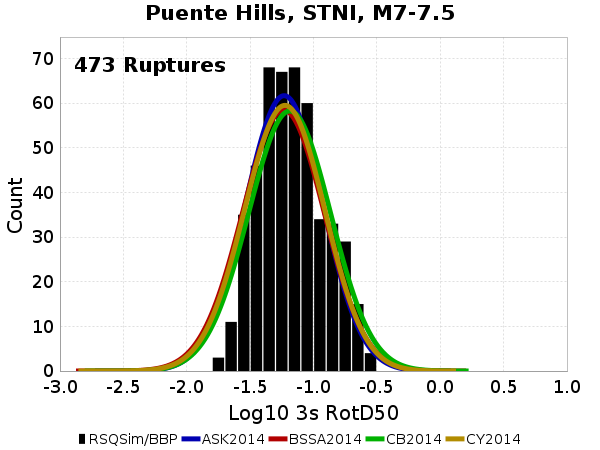 Puente Hills, STNI, M7-7.5
473 Ruptures
Count
70
60
50
40
30
20
10
0
-3.0 -2.5 -2.0 -1.5 -1.0 -0.5 0.0 0.5 1.0
Log10 3s RotD50
RSQSim/BBP ASK2014 BSSA2014 CB2014 CY2014